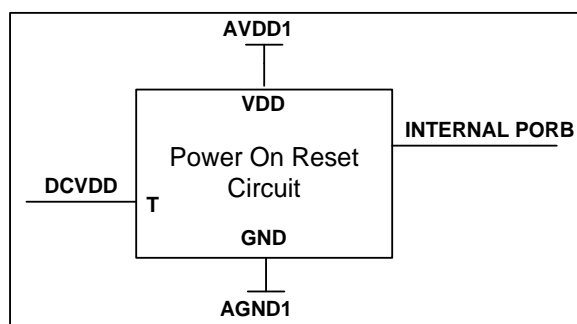 AVDD1
VDD
INTERNAL PORB
Power On Reset
Circuit
DCVDD
T
GND
AGND1